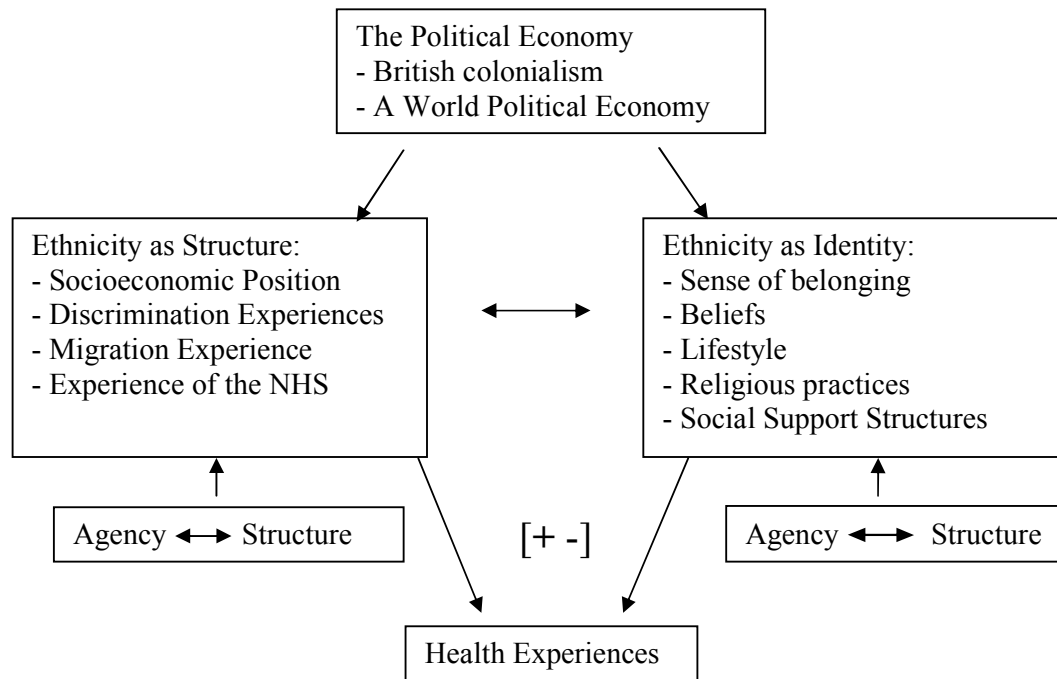 The Political Economy
- British colonialism
- A World Political Economy
Ethnicity as Structure:
- Socioeconomic Position
- Discrimination Experiences
- Migration Experience
- Experience of the NHS
Ethnicity as Identity:
- Sense of belonging
- Beliefs
- Lifestyle
- Religious practices
- Social Support Structures
Agency Structure
[+ -]
Agency Structure
Health Experiences